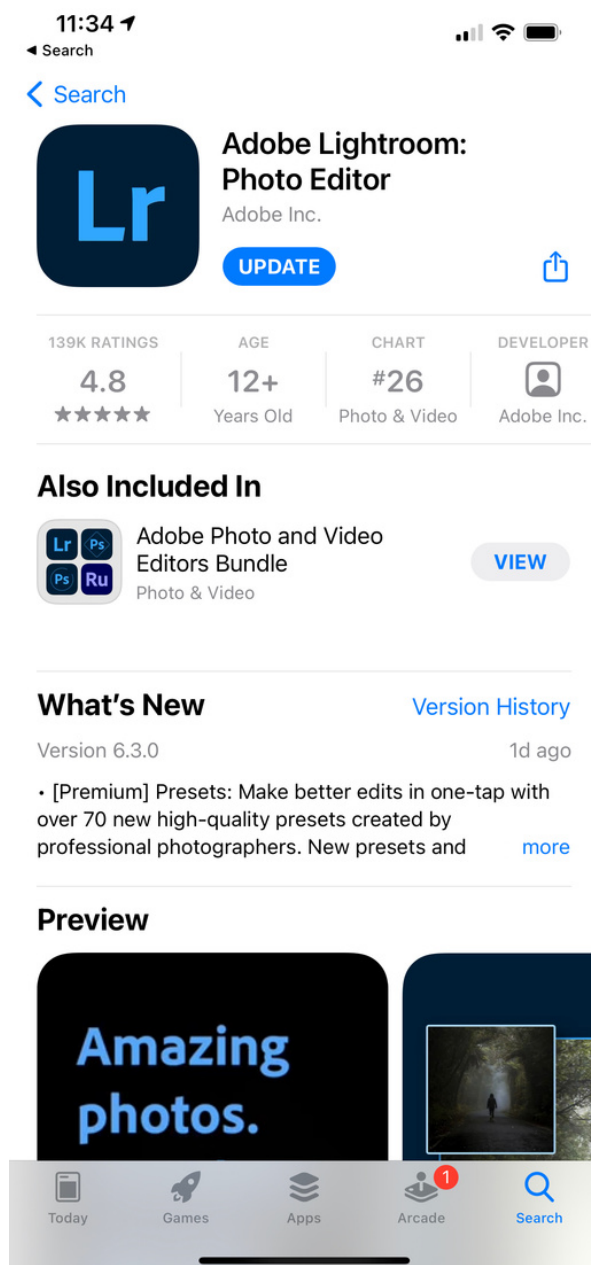 11:34
◀ Search
Search
Lr
Adobe Lightroom:
Photo Editor
Adobe Inc.
UPDATE
139K RATINGS
4.8
★★★★★
AGE
12+
Years Old
CHART
#26
Photo & Video
DEVELOPER
Adobe Inc.
Also Included In
Lr Ps
Ps Ru
Adobe Photo and Video
Editors Bundle
Photo & Video
VIEW
What's New
Version History
Version 6.3.0
1d ago
• [Premium] Presets: Make better edits in one-tap with
over 70 new high-quality presets created by
professional photographers. New presets and more
Preview
Amazing
photos.
1
Today
Games
Apps
Arcade
Search